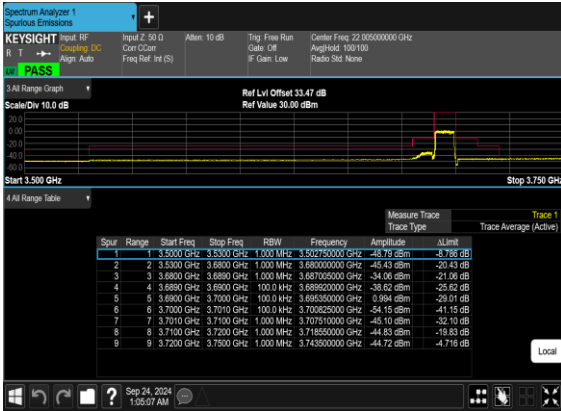 Spectrum Analyzer 1
Spurious Emissions
+
KEYSIGHT Input: RF Input Z: 50 Ω Atten: 10 dB Trig: Free Run Center Freq: 22.005000000 GHz
R T Coupling: DC Corr CCorr Gate: Off Avg|Hold: 100/100
Align: Auto Freq Ref: Int (S) IF Gain: Low Radio Std: None
PASS
3 All Range Graph
Ref Lvl Offset 33.47 dB
Scale/Div 10.0 dB Ref Value 30.00 dBm
20.0
0.00
-20.0
-40.0
-60.0
Start 3.500 GHz Stop 3.750 GHz
4 All Range Table
Measure Trace Trace 1
Trace Type Trace Average (Active)
Spur Range Start Freq Stop Freq RBW Frequency Amplitude ΔLimit
1 1 3.5000 GHz 3.5300 GHz 1.000 MHz 3.502750000 GHz -48.79 dBm -8.786 dB
2 2 3.5300 GHz 3.6800 GHz 1.000 MHz 3.680000000 GHz -45.43 dBm -20.43 dB
3 3 3.6800 GHz 3.6890 GHz 1.000 MHz 3.687005000 GHz -34.06 dBm -21.06 dB
4 4 3.6890 GHz 3.6900 GHz 100.0 kHz 3.689920000 GHz -38.62 dBm -25.62 dB
5 5 3.6900 GHz 3.7000 GHz 100.0 kHz 3.695350000 GHz 0.994 dBm -29.01 dB
6 6 3.7000 GHz 3.7010 GHz 100.0 kHz 3.700825000 GHz -54.15 dBm -41.15 dB
7 7 3.7010 GHz 3.7100 GHz 1.000 MHz 3.707510000 GHz -45.10 dBm -32.10 dB
8 8 3.7100 GHz 3.7200 GHz 1.000 MHz 3.718550000 GHz -44.83 dBm -19.83 dB
9 9 3.7200 GHz 3.7500 GHz 1.000 MHz 3.743500000 GHz -44.72 dBm -4.716 dB
Local
? Sep 24, 2024
1:05:07 AM